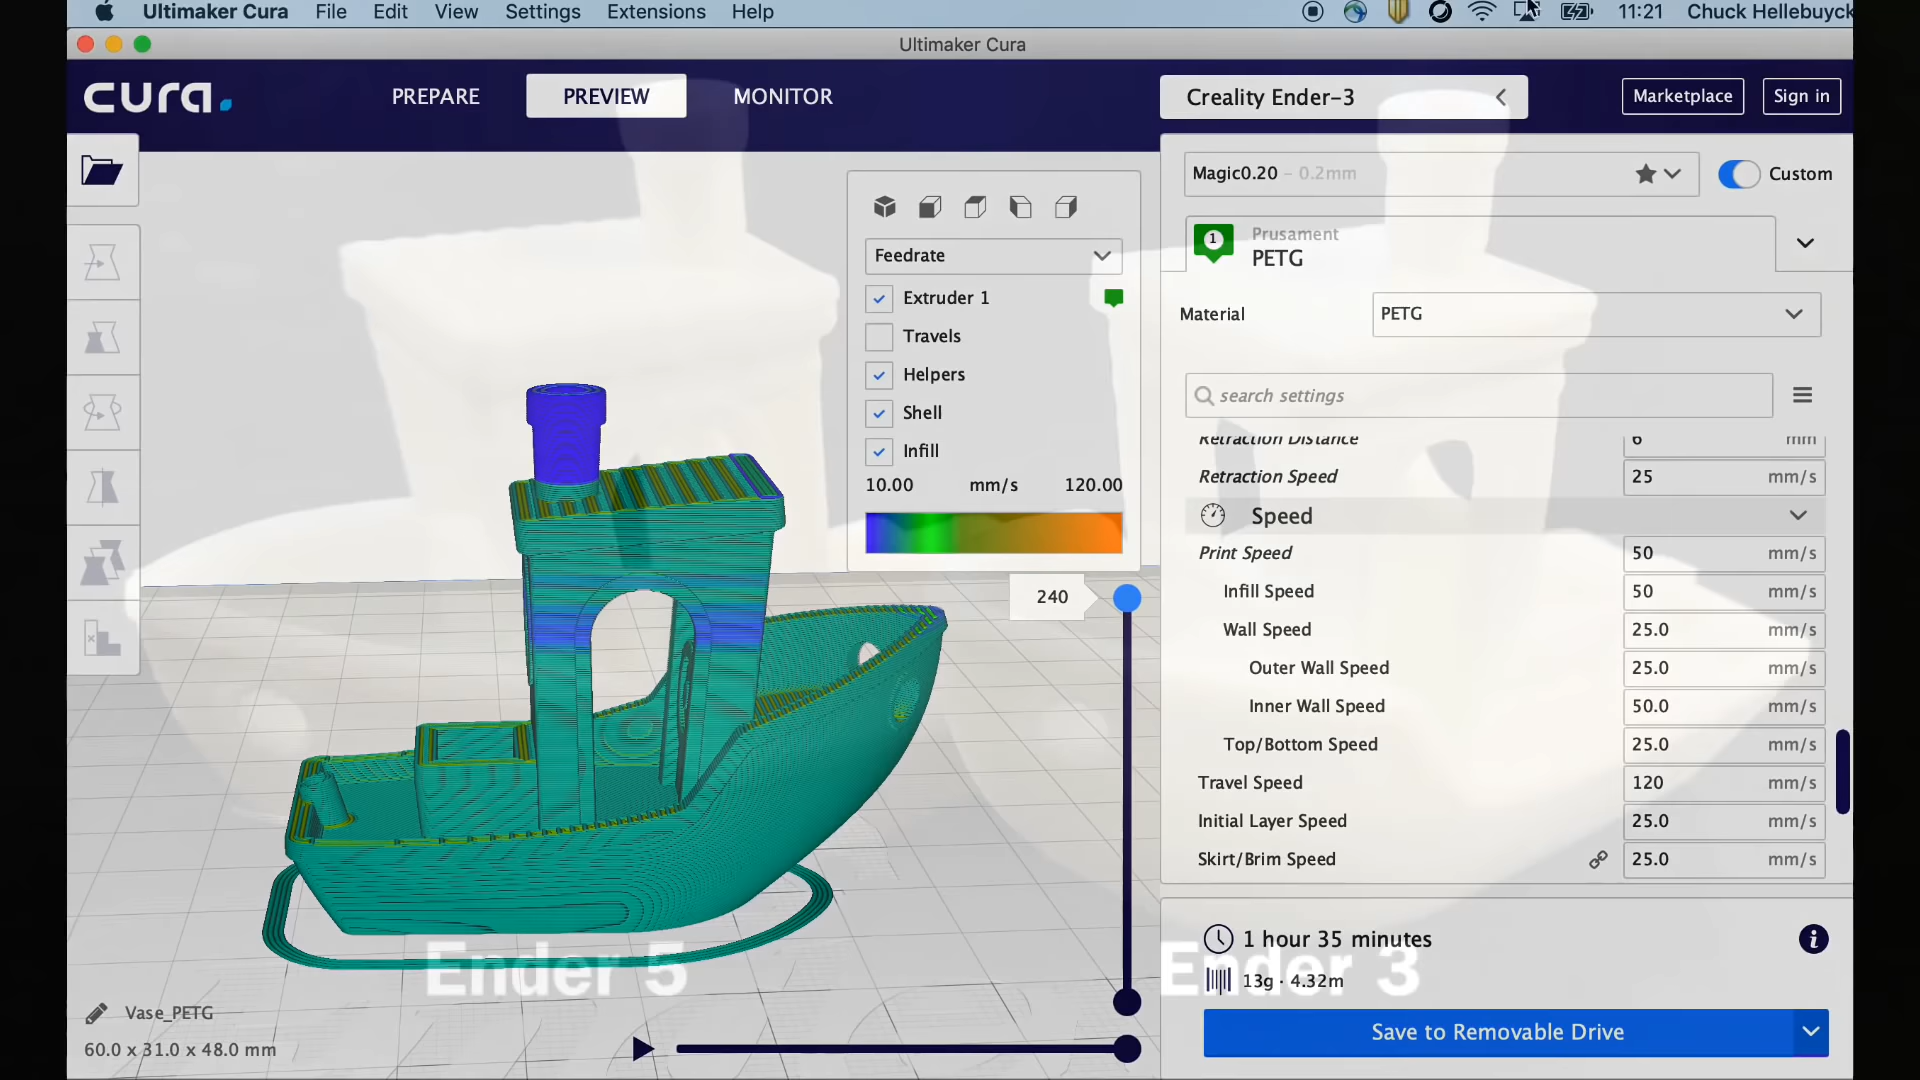 Ultimaker Cura File Edit View Settings Extensions Help 11:21 Chuck Hellebuyck
Ultimaker Cura
cura.
PREPARE
PREVIEW
MONITOR
Creality Ender-3
Marketplace
Sign in
Magic0.20 - 0.2mm
Custom
1
Prusament
PETG
Material
PETG
search settings
Feedrate
Extruder 1
Travels
Helpers
Shell
Infill
10.00 mm/s 120.00
240
Retraction Distance 6 mm
Retraction Speed 25 mm/s
Speed
Print Speed 50 mm/s
Infill Speed 50 mm/s
Wall Speed 25.0 mm/s
Outer Wall Speed 25.0 mm/s
Inner Wall Speed 50.0 mm/s
Top/Bottom Speed 25.0 mm/s
Travel Speed 120 mm/s
Initial Layer Speed 25.0 mm/s
Skirt/Brim Speed 25.0 mm/s
1 hour 35 minutes
13g · 4.32m
Save to Removable Drive
Ender 5
Ender 3
Vase_PETG
60.0 x 31.0 x 48.0 mm